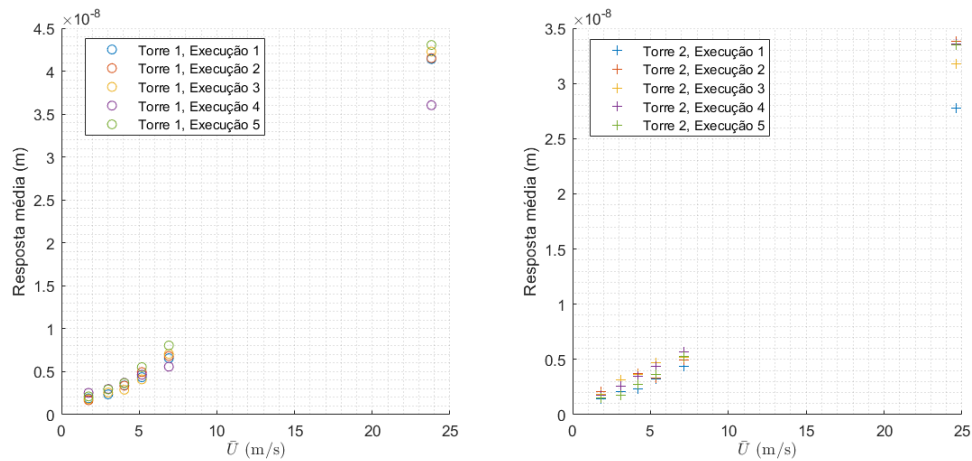 ×10⁻⁸
4.5
4
3.5
3
2.5
2
1.5
1
0.5
0
Resposta média (m)
Torre 1, Execução 1
Torre 1, Execução 2
Torre 1, Execução 3
Torre 1, Execução 4
Torre 1, Execução 5
0 5 10 15 20 25
Ū (m/s)
×10⁻⁸
3.5
3
2.5
2
1.5
1
0.5
0
Resposta média (m)
Torre 2, Execução 1
Torre 2, Execução 2
Torre 2, Execução 3
Torre 2, Execução 4
Torre 2, Execução 5
0 5 10 15 20 25
Ū (m/s)